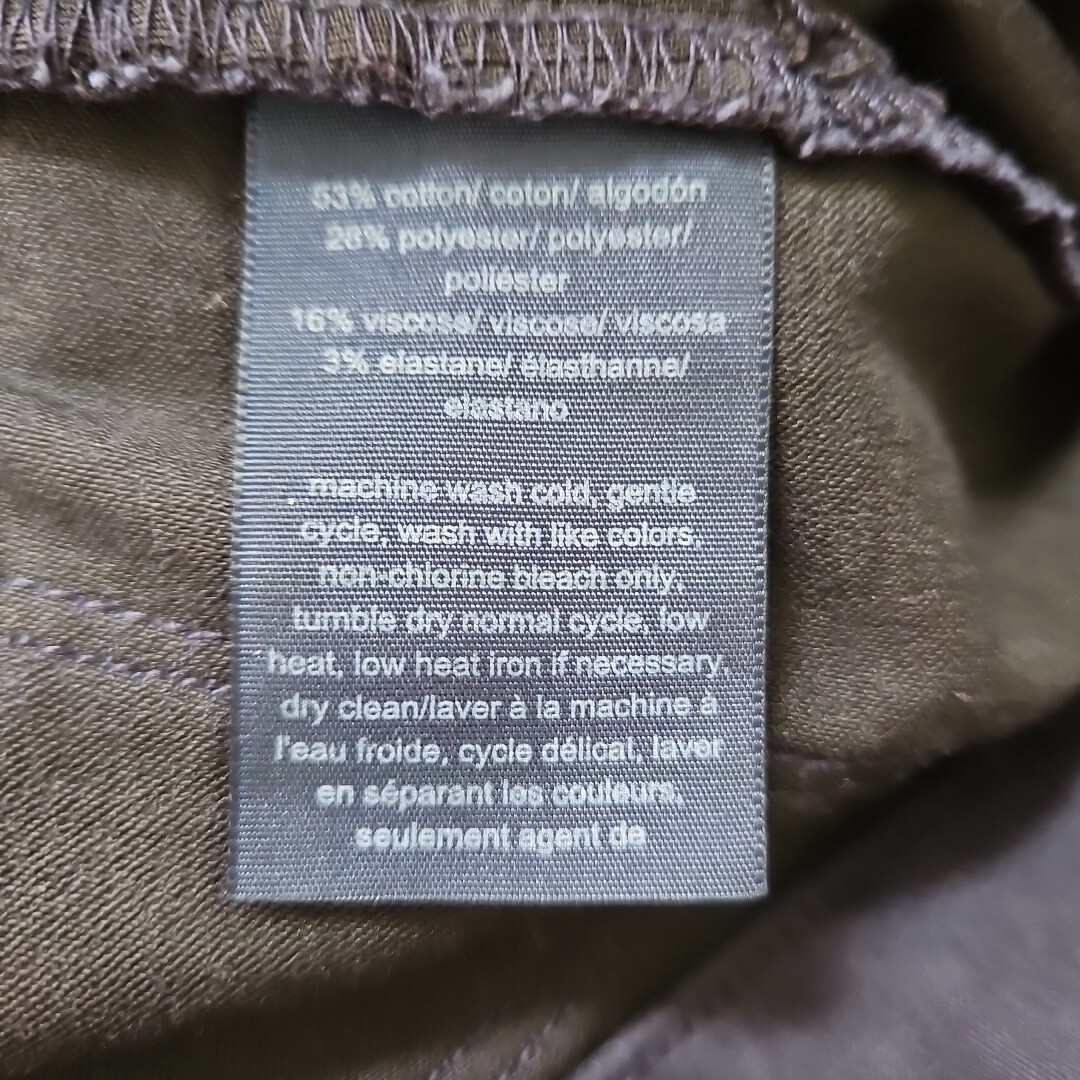 53% cotton/ coton/ algodón
28% polyester/ polyester/
poliéster
16% viscose/ viscose/ viscosa
3% elastane/ élasthanne/
elastano
machine wash cold, gentle
cycle, wash with like colors,
non-chlorine bleach only,
tumble dry normal cycle, low
heat, low heat iron if necessary,
dry clean/laver à la machine à
l'eau froide, cycle délicat, laver
en séparant les couleurs,
seulement agent de